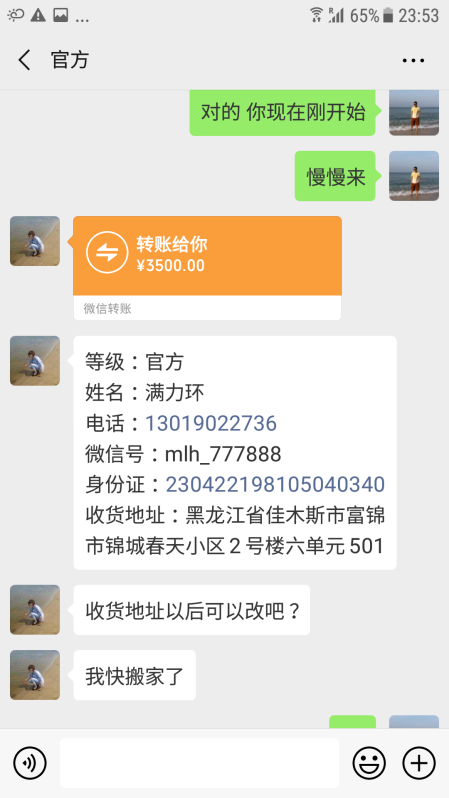 65% 23:53
官方
对的 你现在刚开始
慢慢来
转账给你
¥3500.00
微信转账
等级：官方
姓名：满力环
电话：13019022736
微信号：mlh_777888
身份证：230422198105040340
收货地址：黑龙江省佳木斯市富锦
市锦城春天小区２号楼六单元 501
收货地址以后可以改吧？
我快搬家了